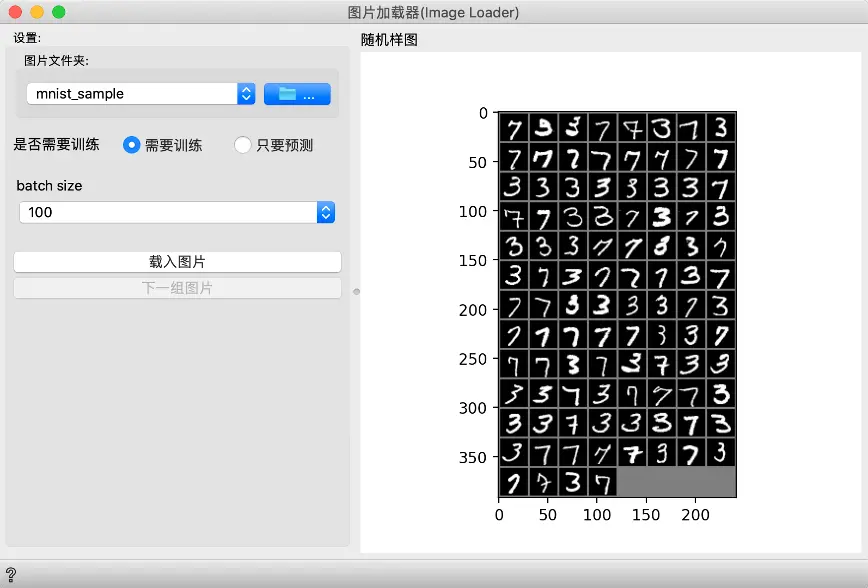 图片加载器(Image Loader)
设置:
图片文件夹:
mnist_sample
...
是否需要训练 需要训练 只要预测
batch size
100
载入图片
下一组图片
?
随机样图
0
50
100
150
200
250
300
350
0 50 100 150 200